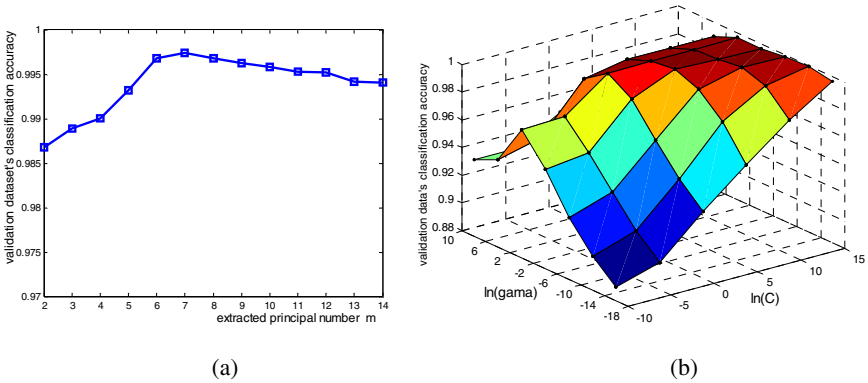 validation dataset's classification accuracy
1
0.995
0.99
0.985
0.98
0.975
0.97
2 3 4 5 6 7 8 9 10 11 12 13 14
extracted principal number m
(a)
validation data's classification accuracy
1
0.98
0.96
0.94
0.92
0.9
0.88
10 6 2 -2 -6 -10 -14 -18
ln(gama)
-10 -5 0 5 10 15
ln(C)
(b)